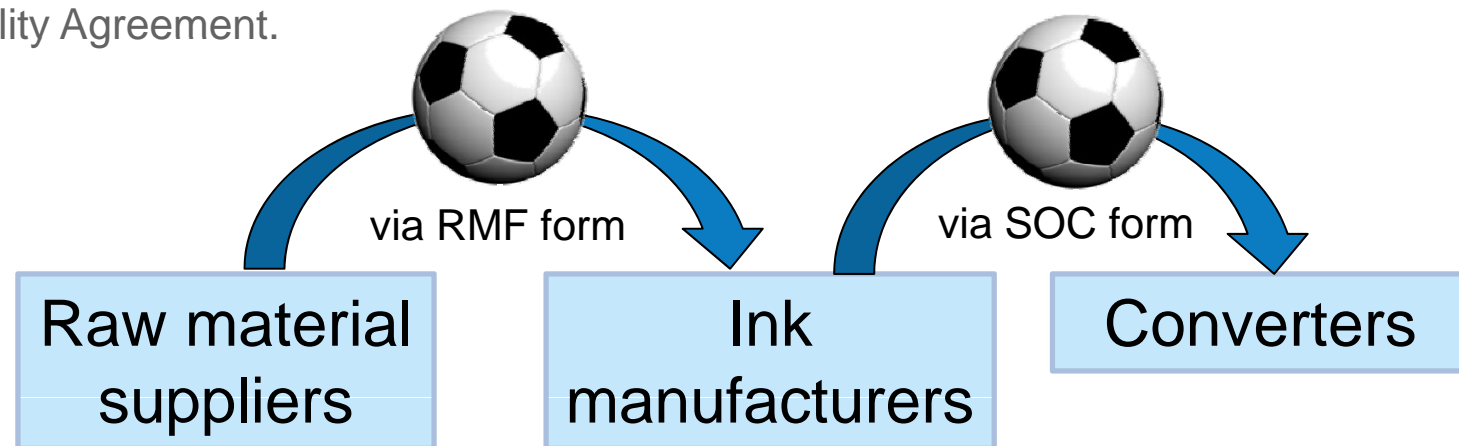 lity Agreement.
via RMF form
via SOC form
Raw material
suppliers
Ink
manufacturers
Converters